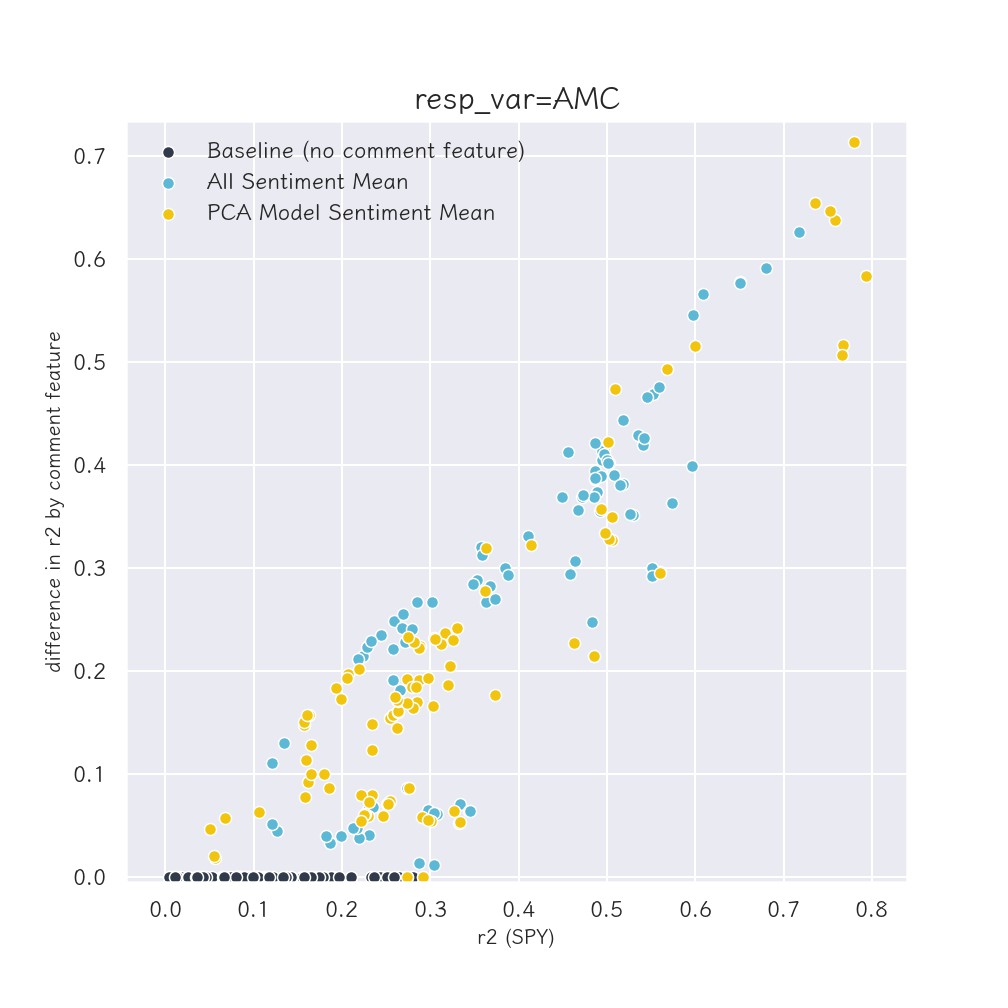 resp_var=AMC
Baseline (no comment feature)
All Sentiment Mean
PCA Model Sentiment Mean
difference in r2 by comment feature
0.7
0.6
0.5
0.4
0.3
0.2
0.1
0.0
0.0 0.1 0.2 0.3 0.4 0.5 0.6 0.7 0.8
r2 (SPY)